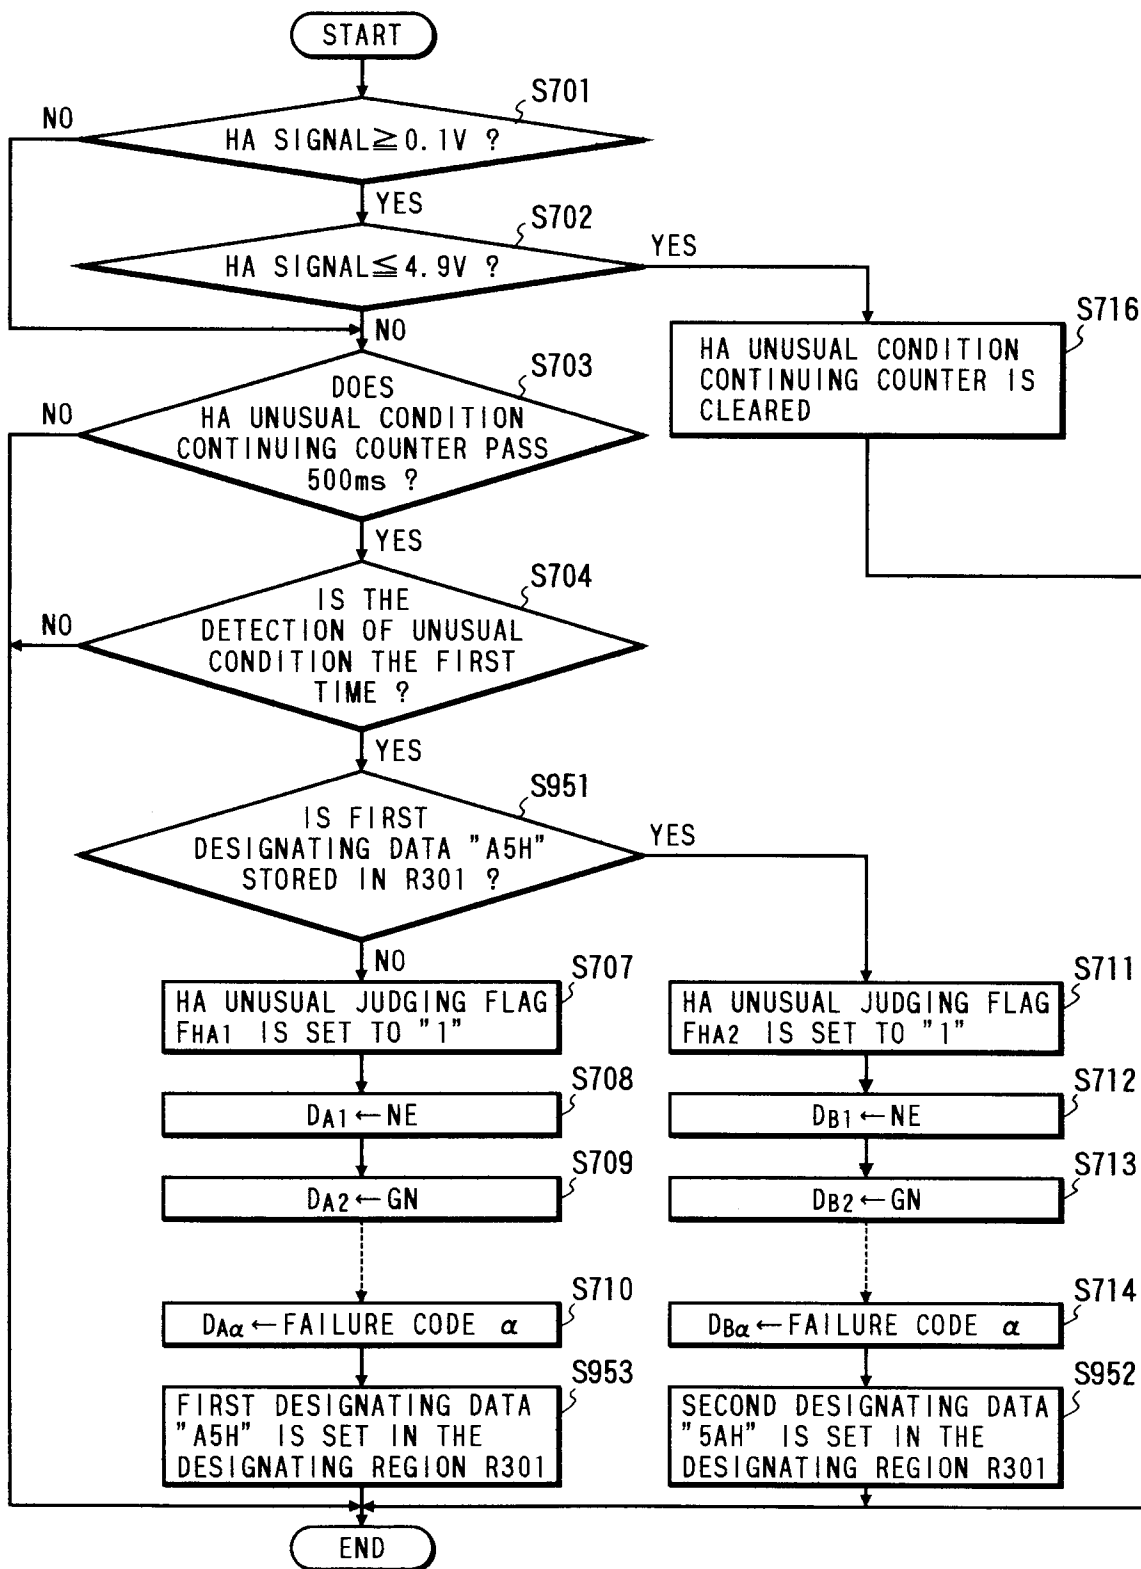 START
S701
NO
HA SIGNAL≧0.1V ?
YES
S702
YES
HA SIGNAL≦4.9V ?
NO
S716
HA UNUSUAL CONDITION
CONTINUING COUNTER IS
CLEARED
S703
NO
DOES
HA UNUSUAL CONDITION
CONTINUING COUNTER PASS
500ms ?
YES
S704
NO
IS THE
DETECTION OF UNUSUAL
CONDITION THE FIRST
TIME ?
YES
S951
YES
IS FIRST
DESIGNATING DATA "A5H"
STORED IN R301 ?
NO
S707
HA UNUSUAL JUDGING FLAG
FHA1 IS SET TO "1"
S711
HA UNUSUAL JUDGING FLAG
FHA2 IS SET TO "1"
S708
DA1←NE
S712
DB1←NE
S709
DA2←GN
S713
DB2←GN
S710
DAα←FAILURE CODE α
S714
DBα←FAILURE CODE α
S953
FIRST DESIGNATING DATA
"A5H" IS SET IN THE
DESIGNATING REGION R301
S952
SECOND DESIGNATING DATA
"5AH" IS SET IN THE
DESIGNATING REGION R301
END